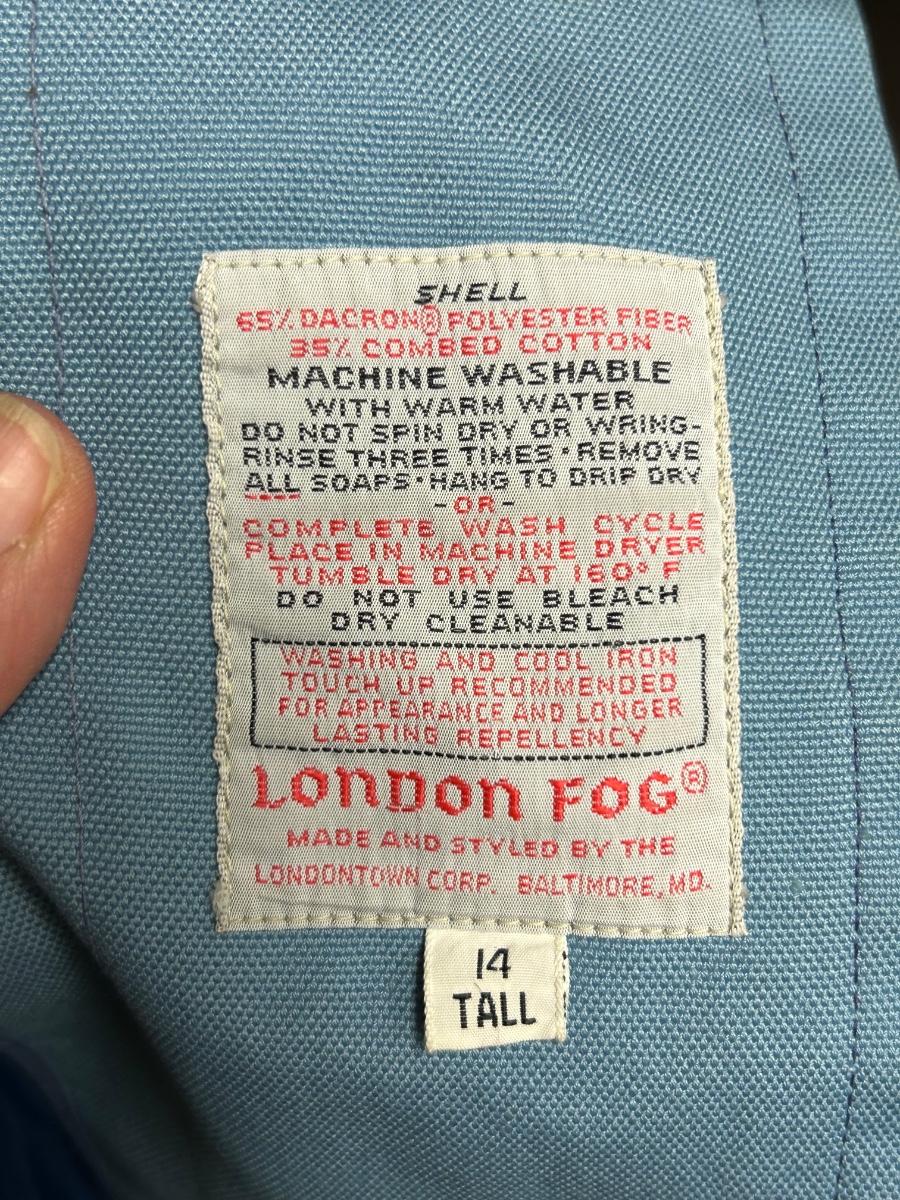 SHELL
65% DACRON® POLYESTER FIBER
35% COMBED COTTON
MACHINE WASHABLE
WITH WARM WATER
DO NOT SPIN DRY OR WRING-
RINSE THREE TIMES · REMOVE
ALL SOAPS · HANG TO DRIP DRY
-OR-
COMPLETE WASH CYCLE
PLACE IN MACHINE DRYER
TUMBLE DRY AT 160° F
DO NOT USE BLEACH
DRY CLEANABLE
WASHING AND COOL IRON
TOUCH UP RECOMMENDED
FOR APPEARANCE AND LONGER
LASTING REPELLENCY
LONDON FOG®
MADE AND STYLED BY THE
LONDONTOWN CORP. BALTIMORE, MD.
14
TALL